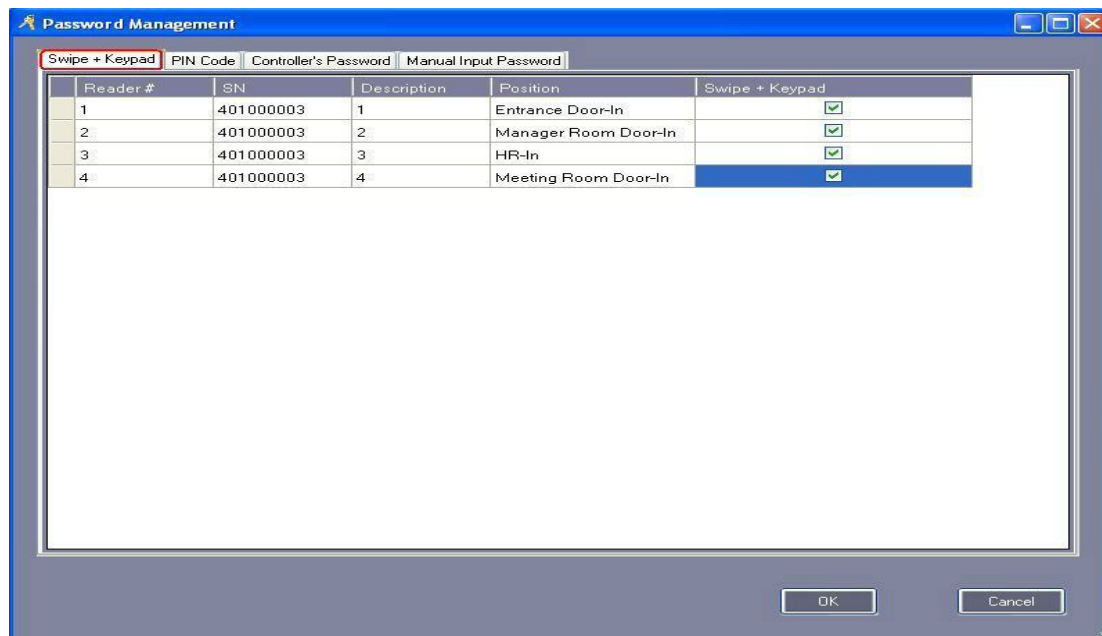 Password Management
Swipe + Keypad PIN Code Controller's Password Manual Input Password
Reader # SN Description Position Swipe + Keypad
1 401000003 1 Entrance Door-In
2 401000003 2 Manager Room Door-In
3 401000003 3 HR-In
4 401000003 4 Meeting Room Door-In
OK Cancel